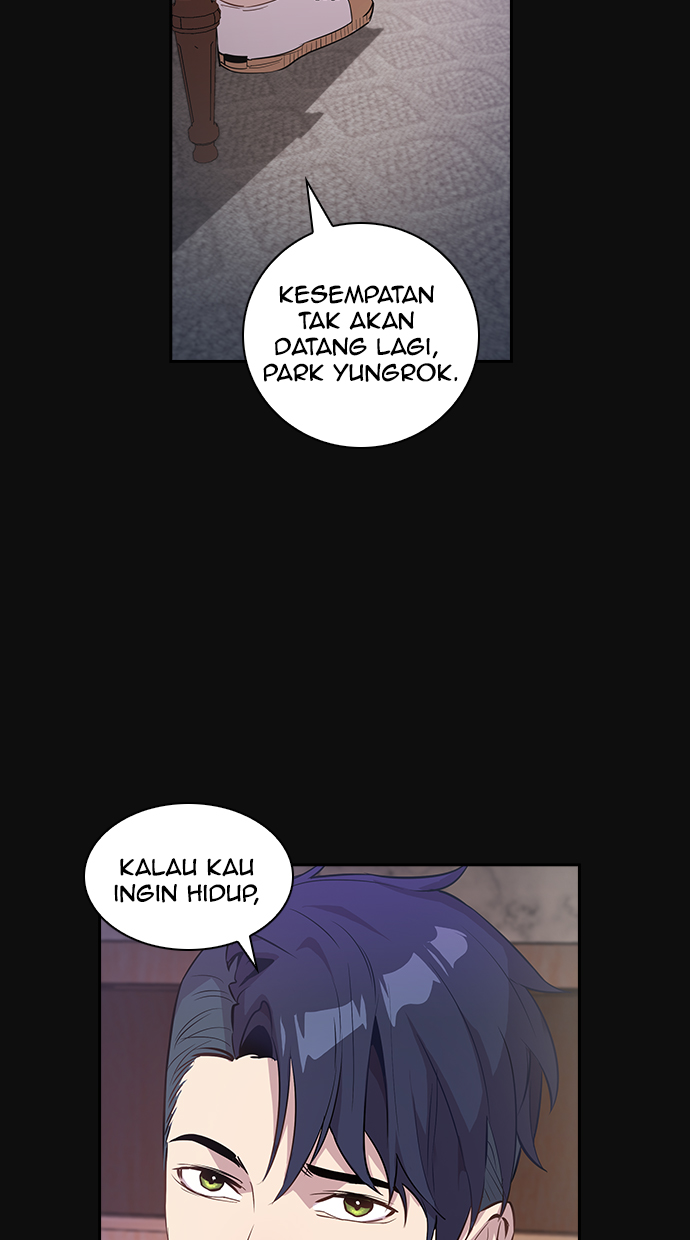 KESEMPATAN
TAK AKAN
DATANG LAGI,
PARK YUNGROK.
KALAU KAU
INGIN HIDUP,